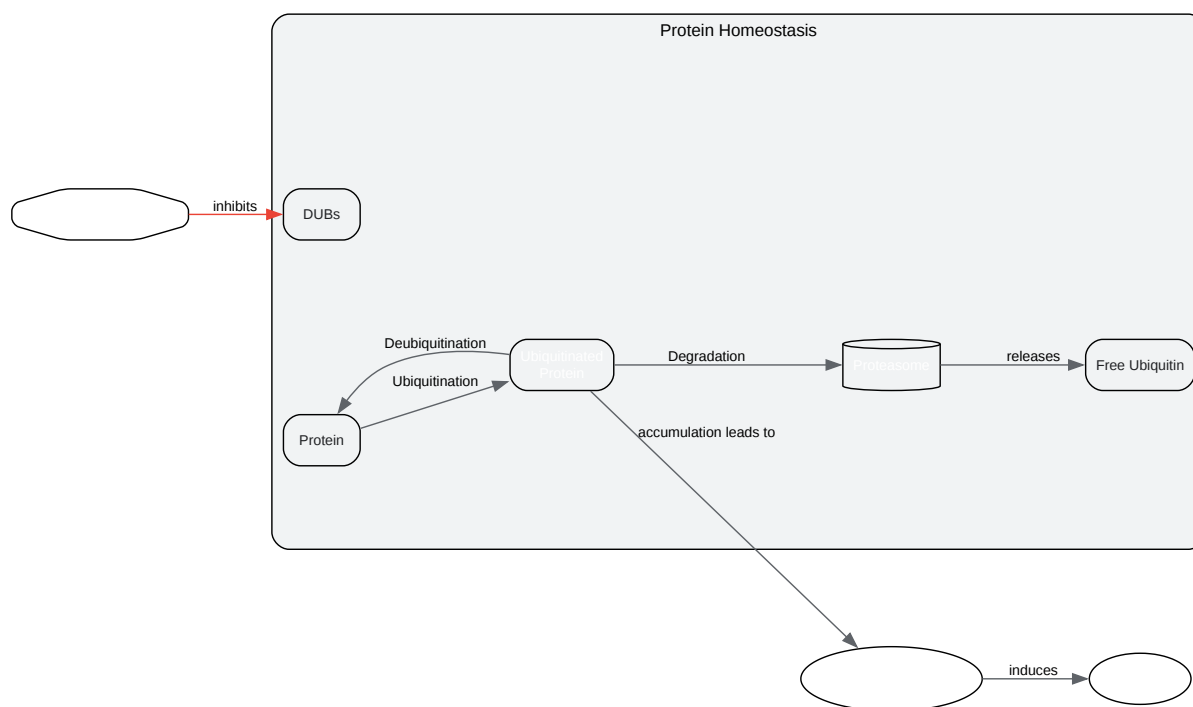 Protein Homeostasis
inhibits
DUBs
Deubiquitination
Ubiquitinated
Protein
Degradation
Proteasome
releases
Free Ubiquitin
Ubiquitination
Protein
accumulation leads to
induces